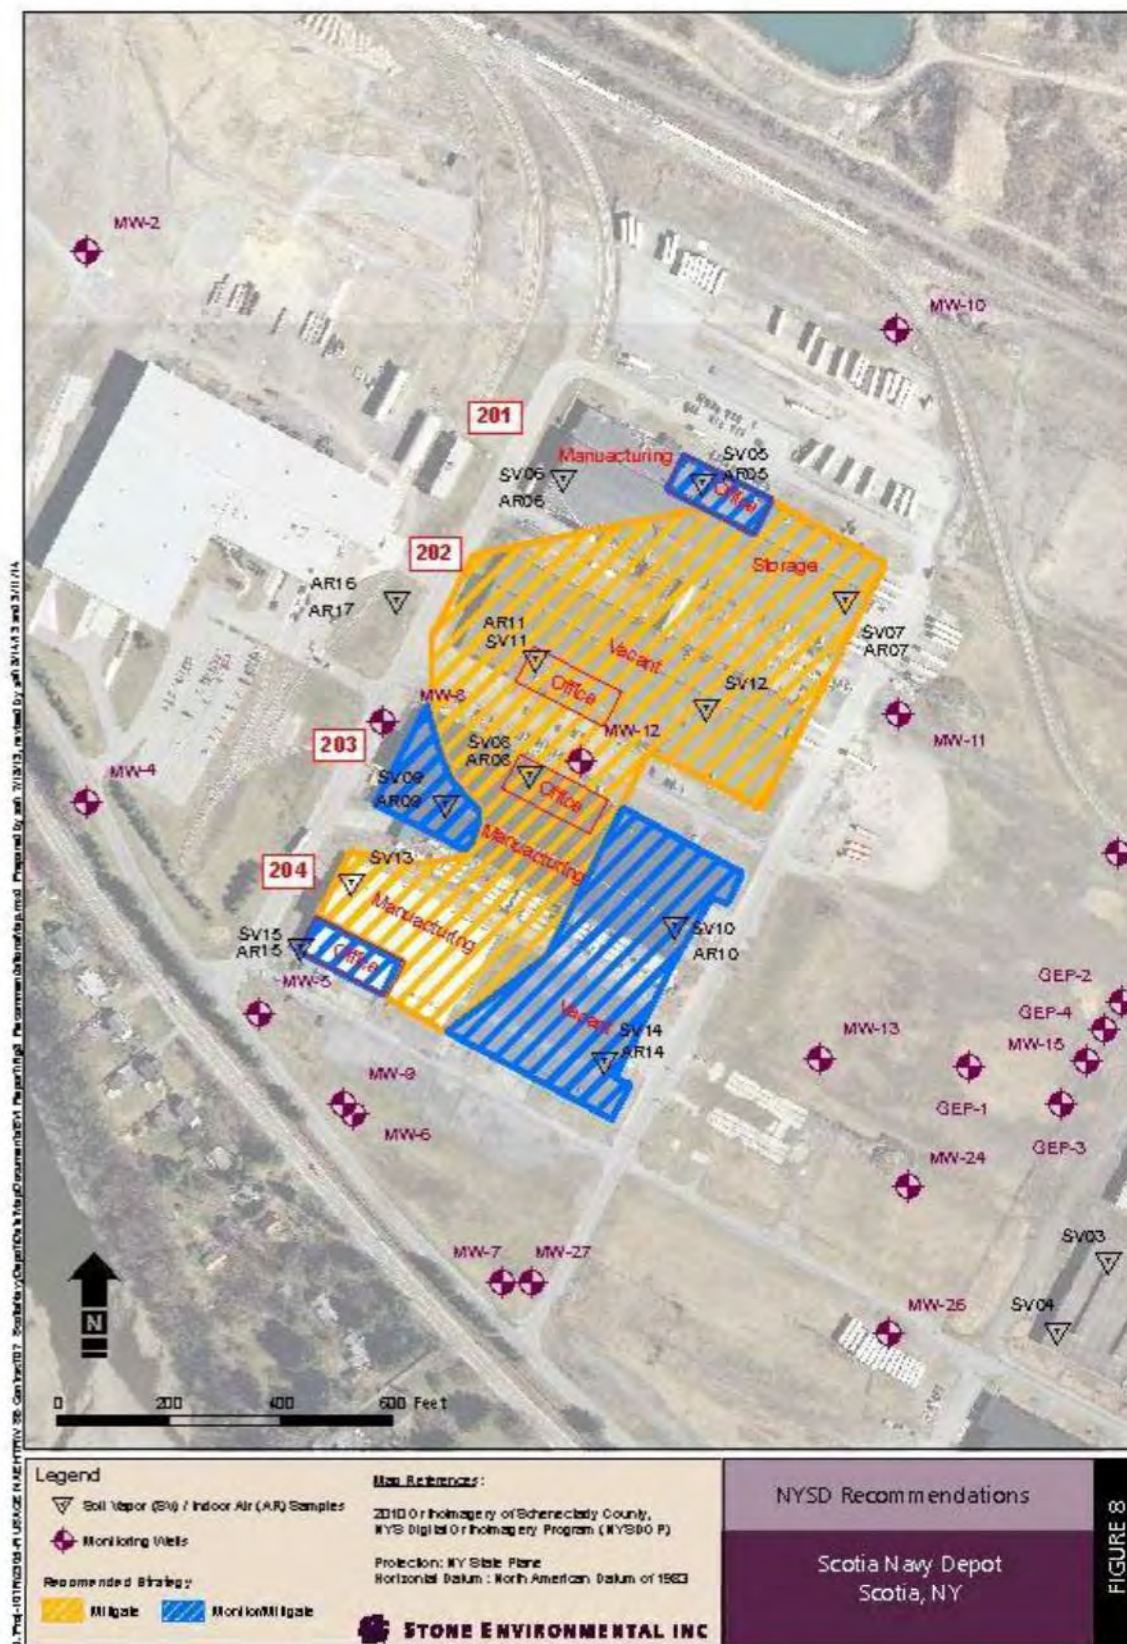 MW-2
MW-10
201
Manuacturing
SV05
AR05
SV06
AR06
Office
202
Storage
AR16
AR17
AR11
SV11
Vacant
SV07
AR07
SV12
Office
MW-12
MW-11
203
SV08
AR08
Office
MW-4
SV09
AR09
Manuacturing
SV13
204
Manuacturing
SV15
AR15
Office
SV10
AR10
MW-5
GEP-2
GEP-4
Vacant
SV14
AR14
MW-13
MW-15
MW-9
GEP-1
MW-6
GEP-3
MW-24
SV03
MW-7
MW-27
MW-26
SV04
N
0 200 600 Feet
Legend
Soil Vapor (SV) / Indoor Air (AR) Samples
Monitoring Wells
Recomended Strategy
Mitigate
Monitor/Mitigate
Map References:
2010 Orthoimagery of Schenectady County,
NYS Digital Orthoimagery Program (NYSDOP)
Projection: NY State Plane
Horizontal Datum: North American Datum of 1983
STONE ENVIRONMENTAL INC
NYSD Recommendations
Scotia Navy Depot
Scotia, NY
FIGURE 8